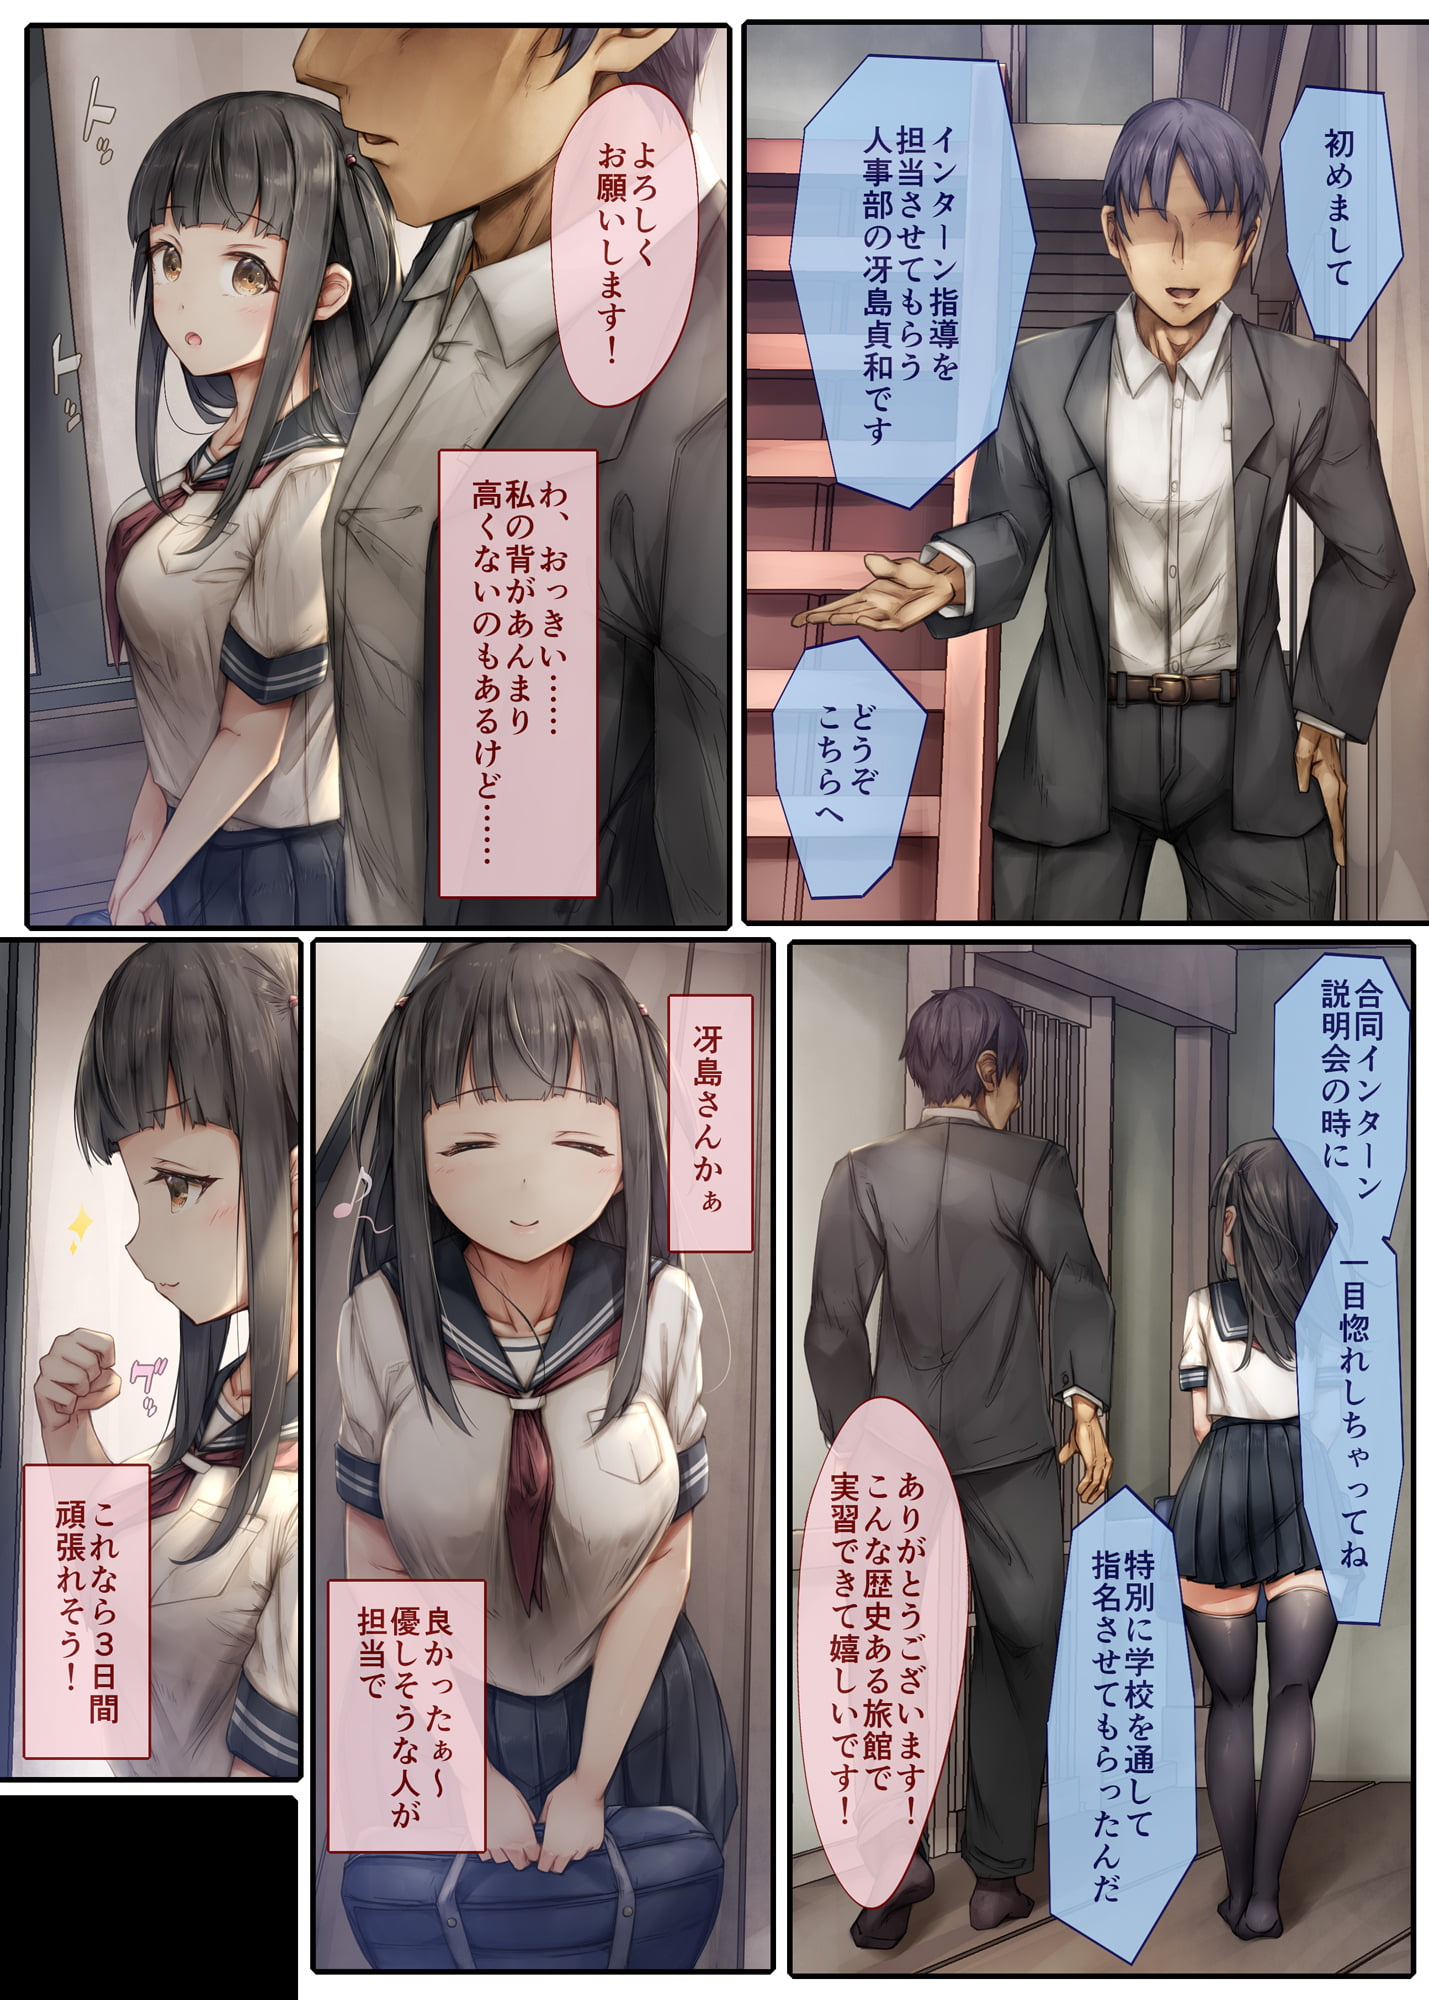 初めまして
インターン指導を
担当させてもらう
人事部の冴島貞和です
どうぞ
こちらへ
よろしく
お願いします！
わ、おっきい……
私の背があんまり
高くないのもあるけど……
トッ
トッ
合同インターン
説明会の時に
一目惚れしちゃってね
特別に学校を通して
指名させてもらったんだ
ありがとうございます！
こんな歴史ある旅館で
実習できて嬉しいです！
冴島さんかぁ
良かったぁ〜
優しそうな人が
担当で
グッ
これなら３日間
頑張れそう！